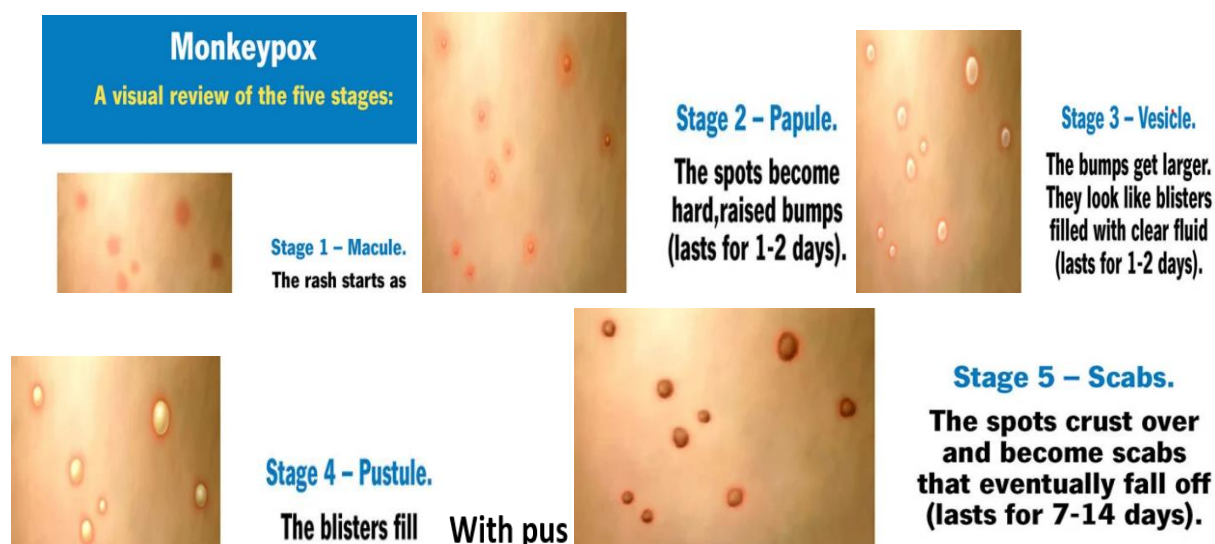 Monkeypox
A visual review of the five stages:
Stage 1 – Macule.
The rash starts as
Stage 2 – Papule.
The spots become
hard,raised bumps
(lasts for 1-2 days).
Stage 3 – Vesicle.
The bumps get larger.
They look like blisters
filled with clear fluid
(lasts for 1-2 days).
Stage 4 – Pustule.
The blisters fill With pus
Stage 5 – Scabs.
The spots crust over
and become scabs
that eventually fall off
(lasts for 7-14 days).